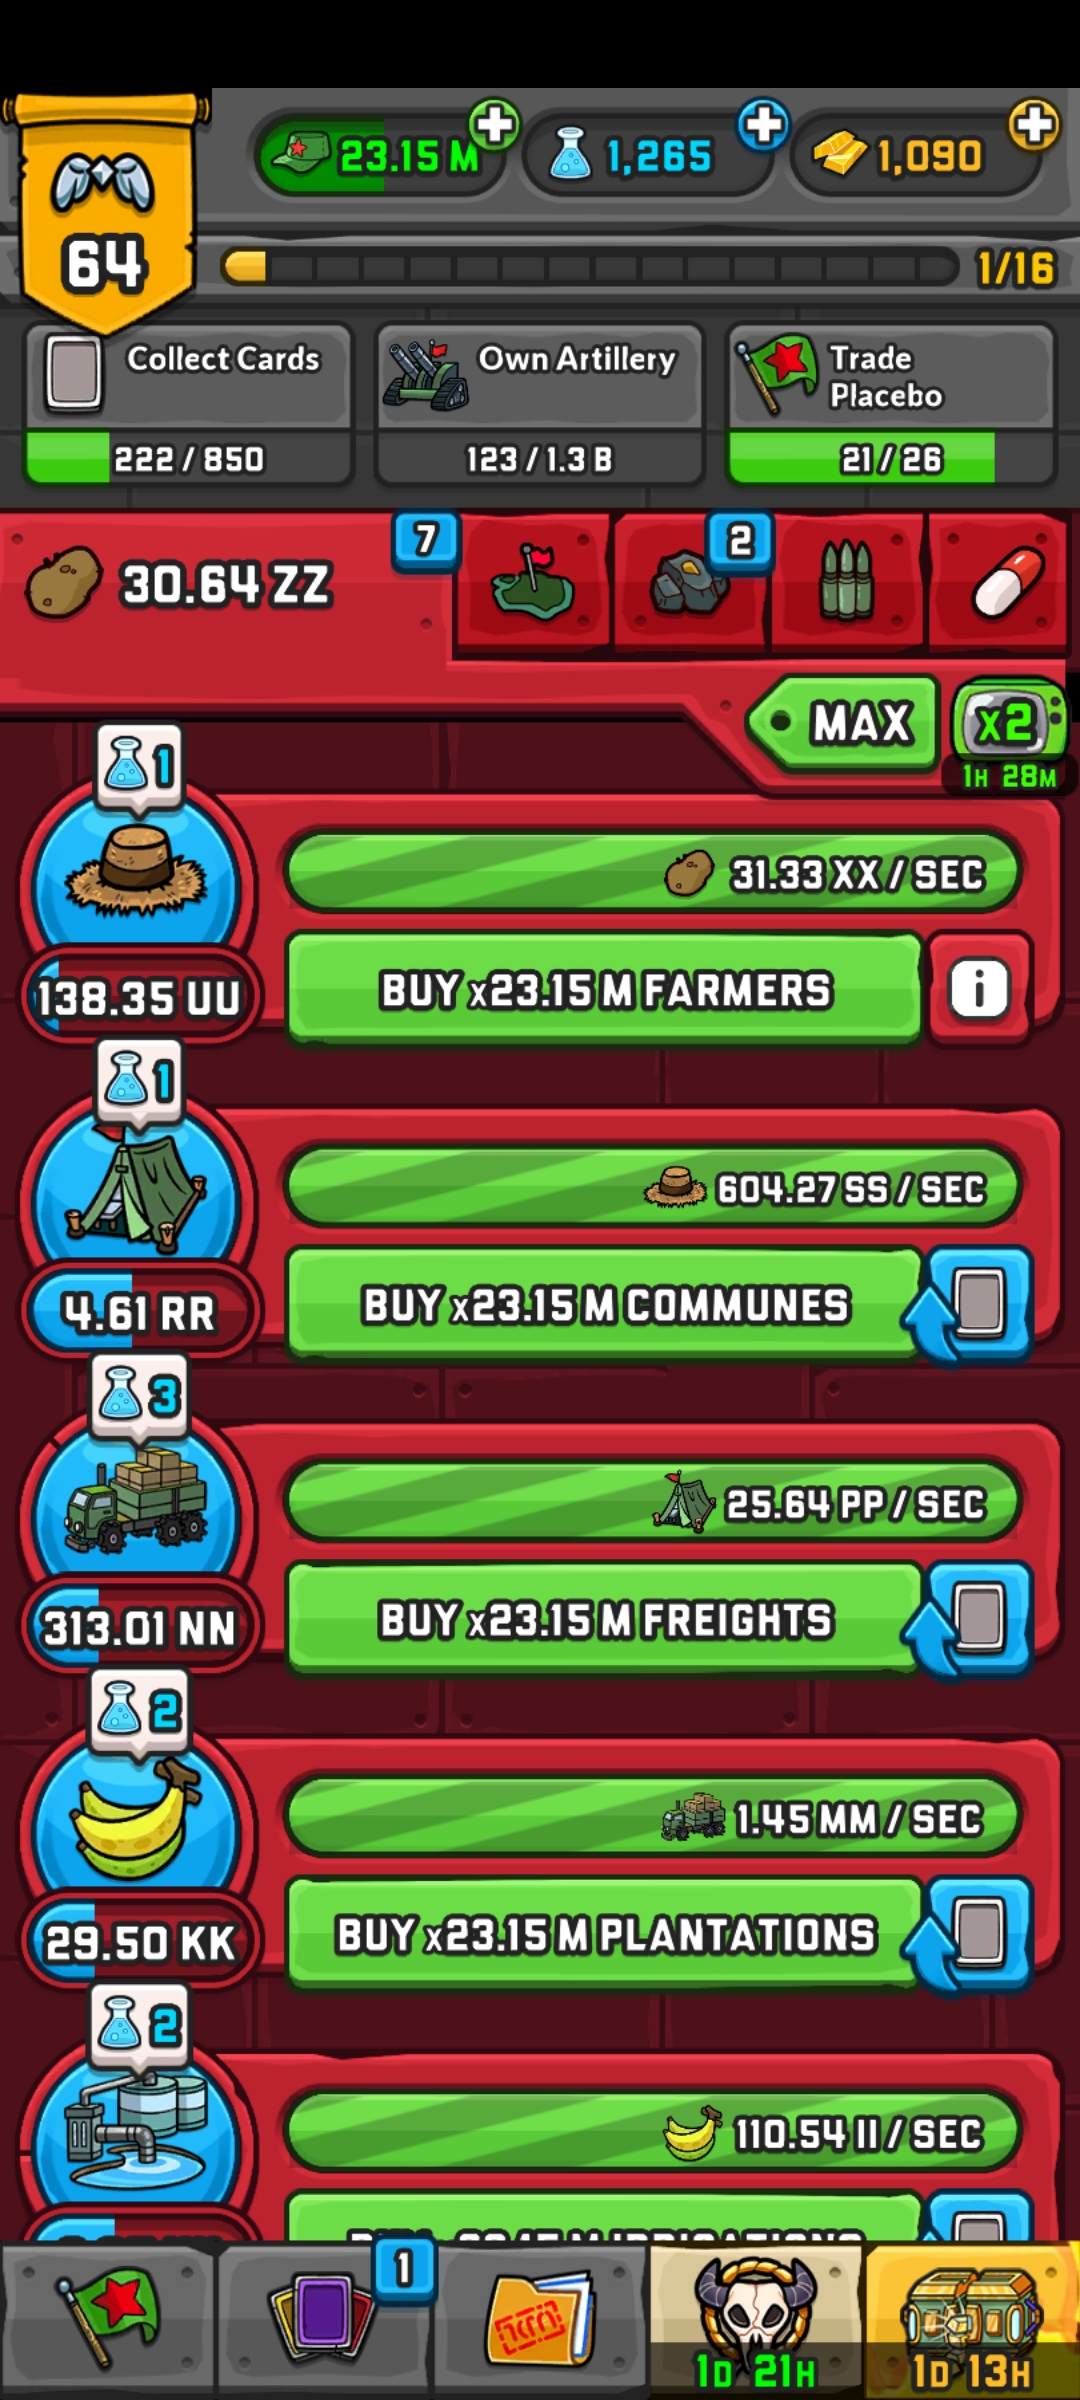 23.15 M
1,265
1,090
64
1/16
Collect Cards
222 / 850
Own Artillery
123 / 1.3 B
Trade
Placebo
21 / 26
30.64 ZZ
7
2
MAX
x2
1H 28M
1
31.33 XX / SEC
138.35 UU
BUY x23.15 M FARMERS
i
1
604.27 SS / SEC
4.61 RR
BUY x23.15 M COMMUNES
3
25.64 PP / SEC
313.01 NN
BUY x23.15 M FREIGHTS
2
1.45 MM / SEC
29.50 KK
BUY x23.15 M PLANTATIONS
2
110.54 II / SEC
1
1D 21H
1D 13H